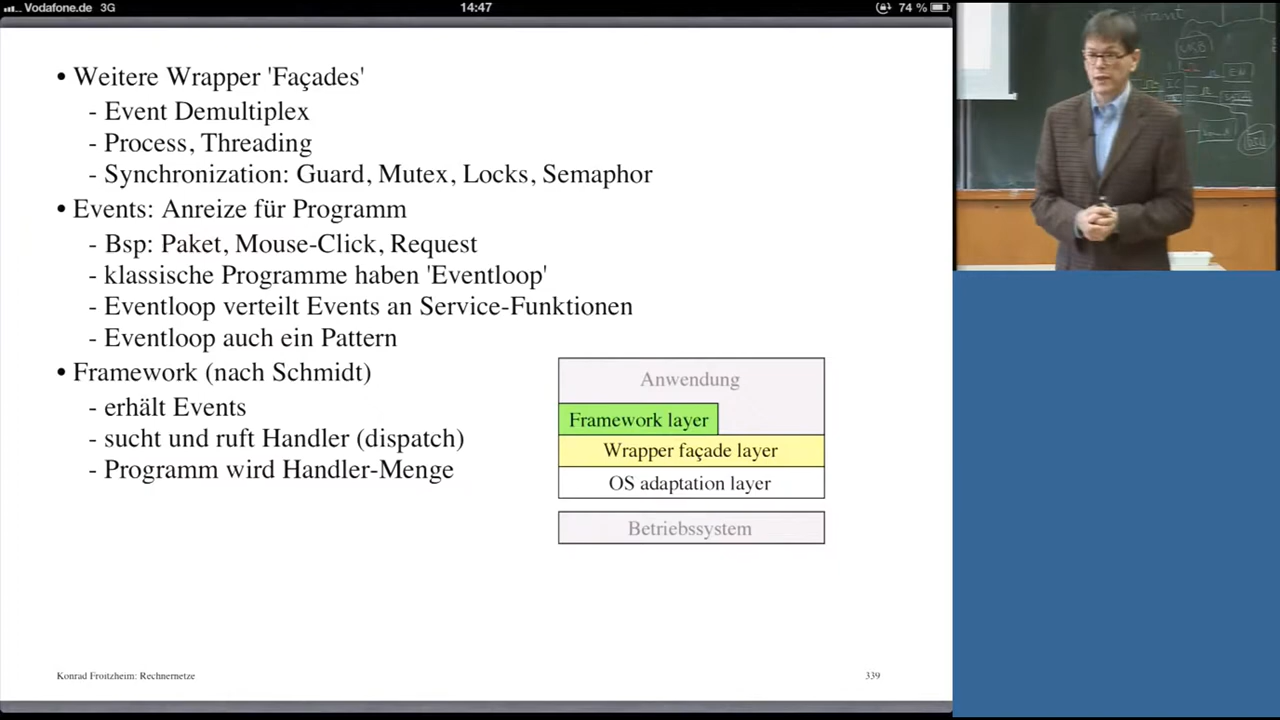 Vodafone.de 3G 14:47 74 %
• Weitere Wrapper 'Façades'
- Event Demultiplex
- Process, Threading
- Synchronization: Guard, Mutex, Locks, Semaphor
• Events: Anreize für Programm
- Bsp: Paket, Mouse-Click, Request
- klassische Programme haben 'Eventloop'
- Eventloop verteilt Events an Service-Funktionen
- Eventloop auch ein Pattern
• Framework (nach Schmidt)
- erhält Events
- sucht und ruft Handler (dispatch)
- Programm wird Handler-Menge
Anwendung
Framework layer
Wrapper façade layer
OS adaptation layer
Betriebssystem
Konrad Froitzheim: Rechnernetze
339